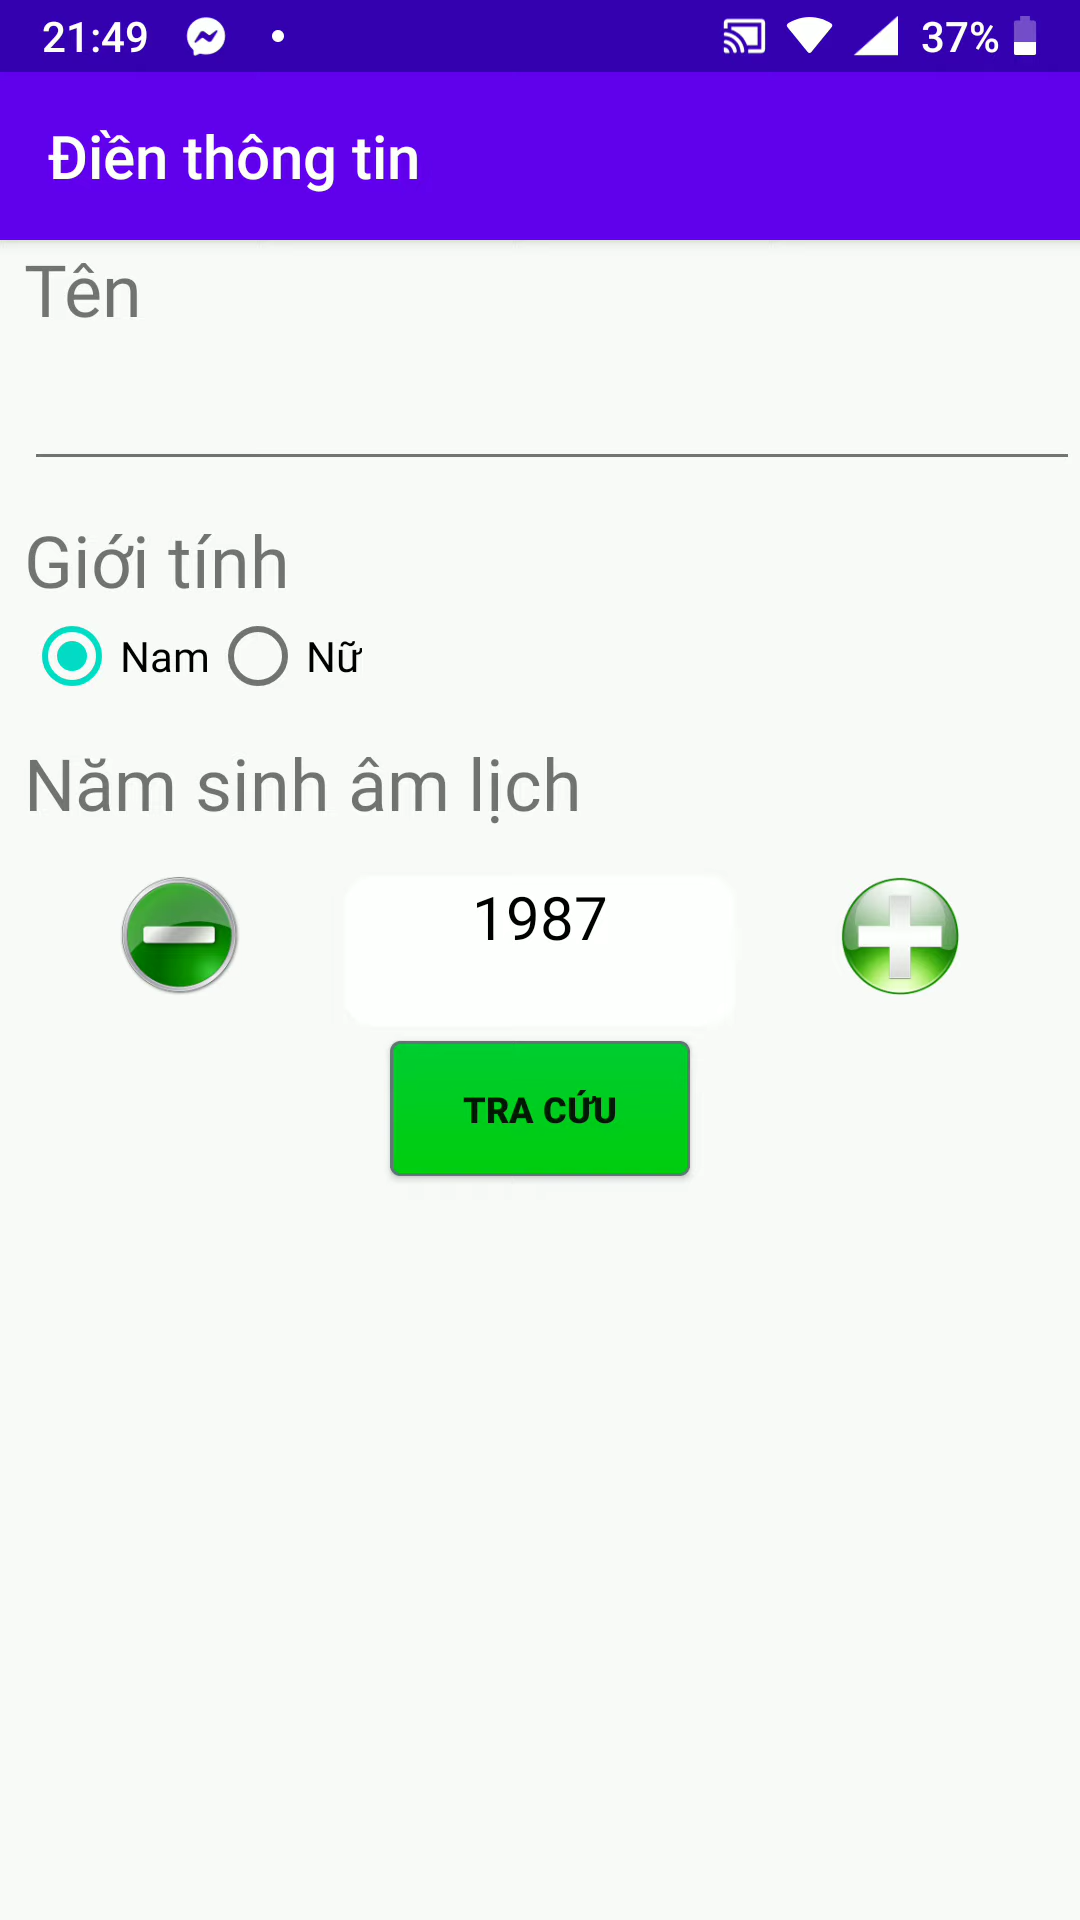 21:49 37%
Điền thông tin
Tên
Giới tính
Nam Nữ
Năm sinh âm lịch
1987
TRA CỨU